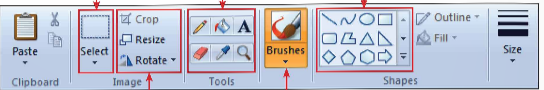 Paste
Select
Crop
Resize
Rotate
A
Brushes
Outline
Fill
Size
Clipboard
Image
Tools
Shapes